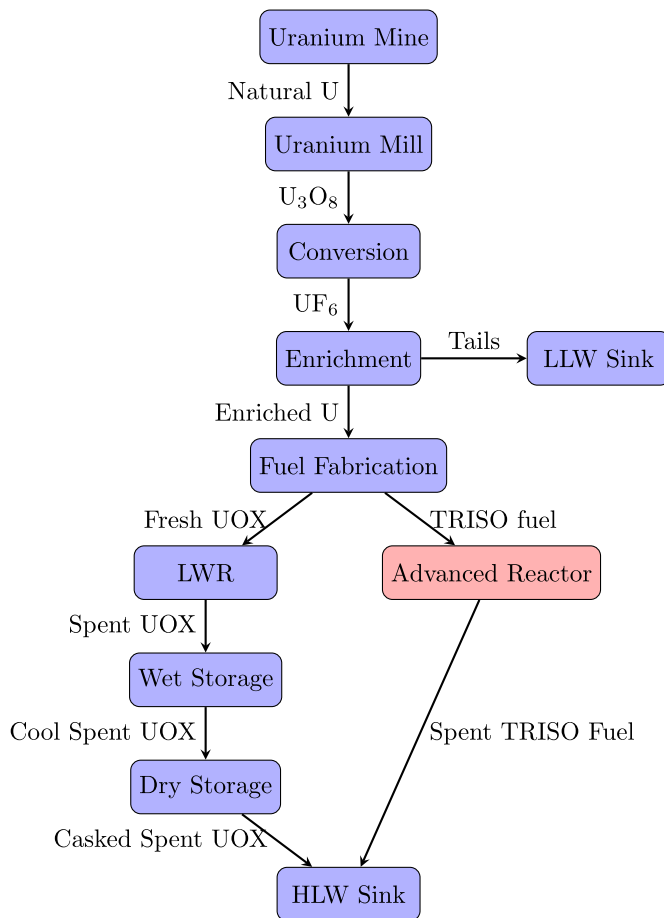 Uranium Mine
Natural U
Uranium Mill
U₃O₈
Conversion
UF₆
Enrichment
Tails
LLW Sink
Enriched U
Fuel Fabrication
Fresh UOX
TRISO fuel
LWR
Advanced Reactor
Spent UOX
Wet Storage
Cool Spent UOX
Spent TRISO Fuel
Dry Storage
Casked Spent UOX
HLW Sink